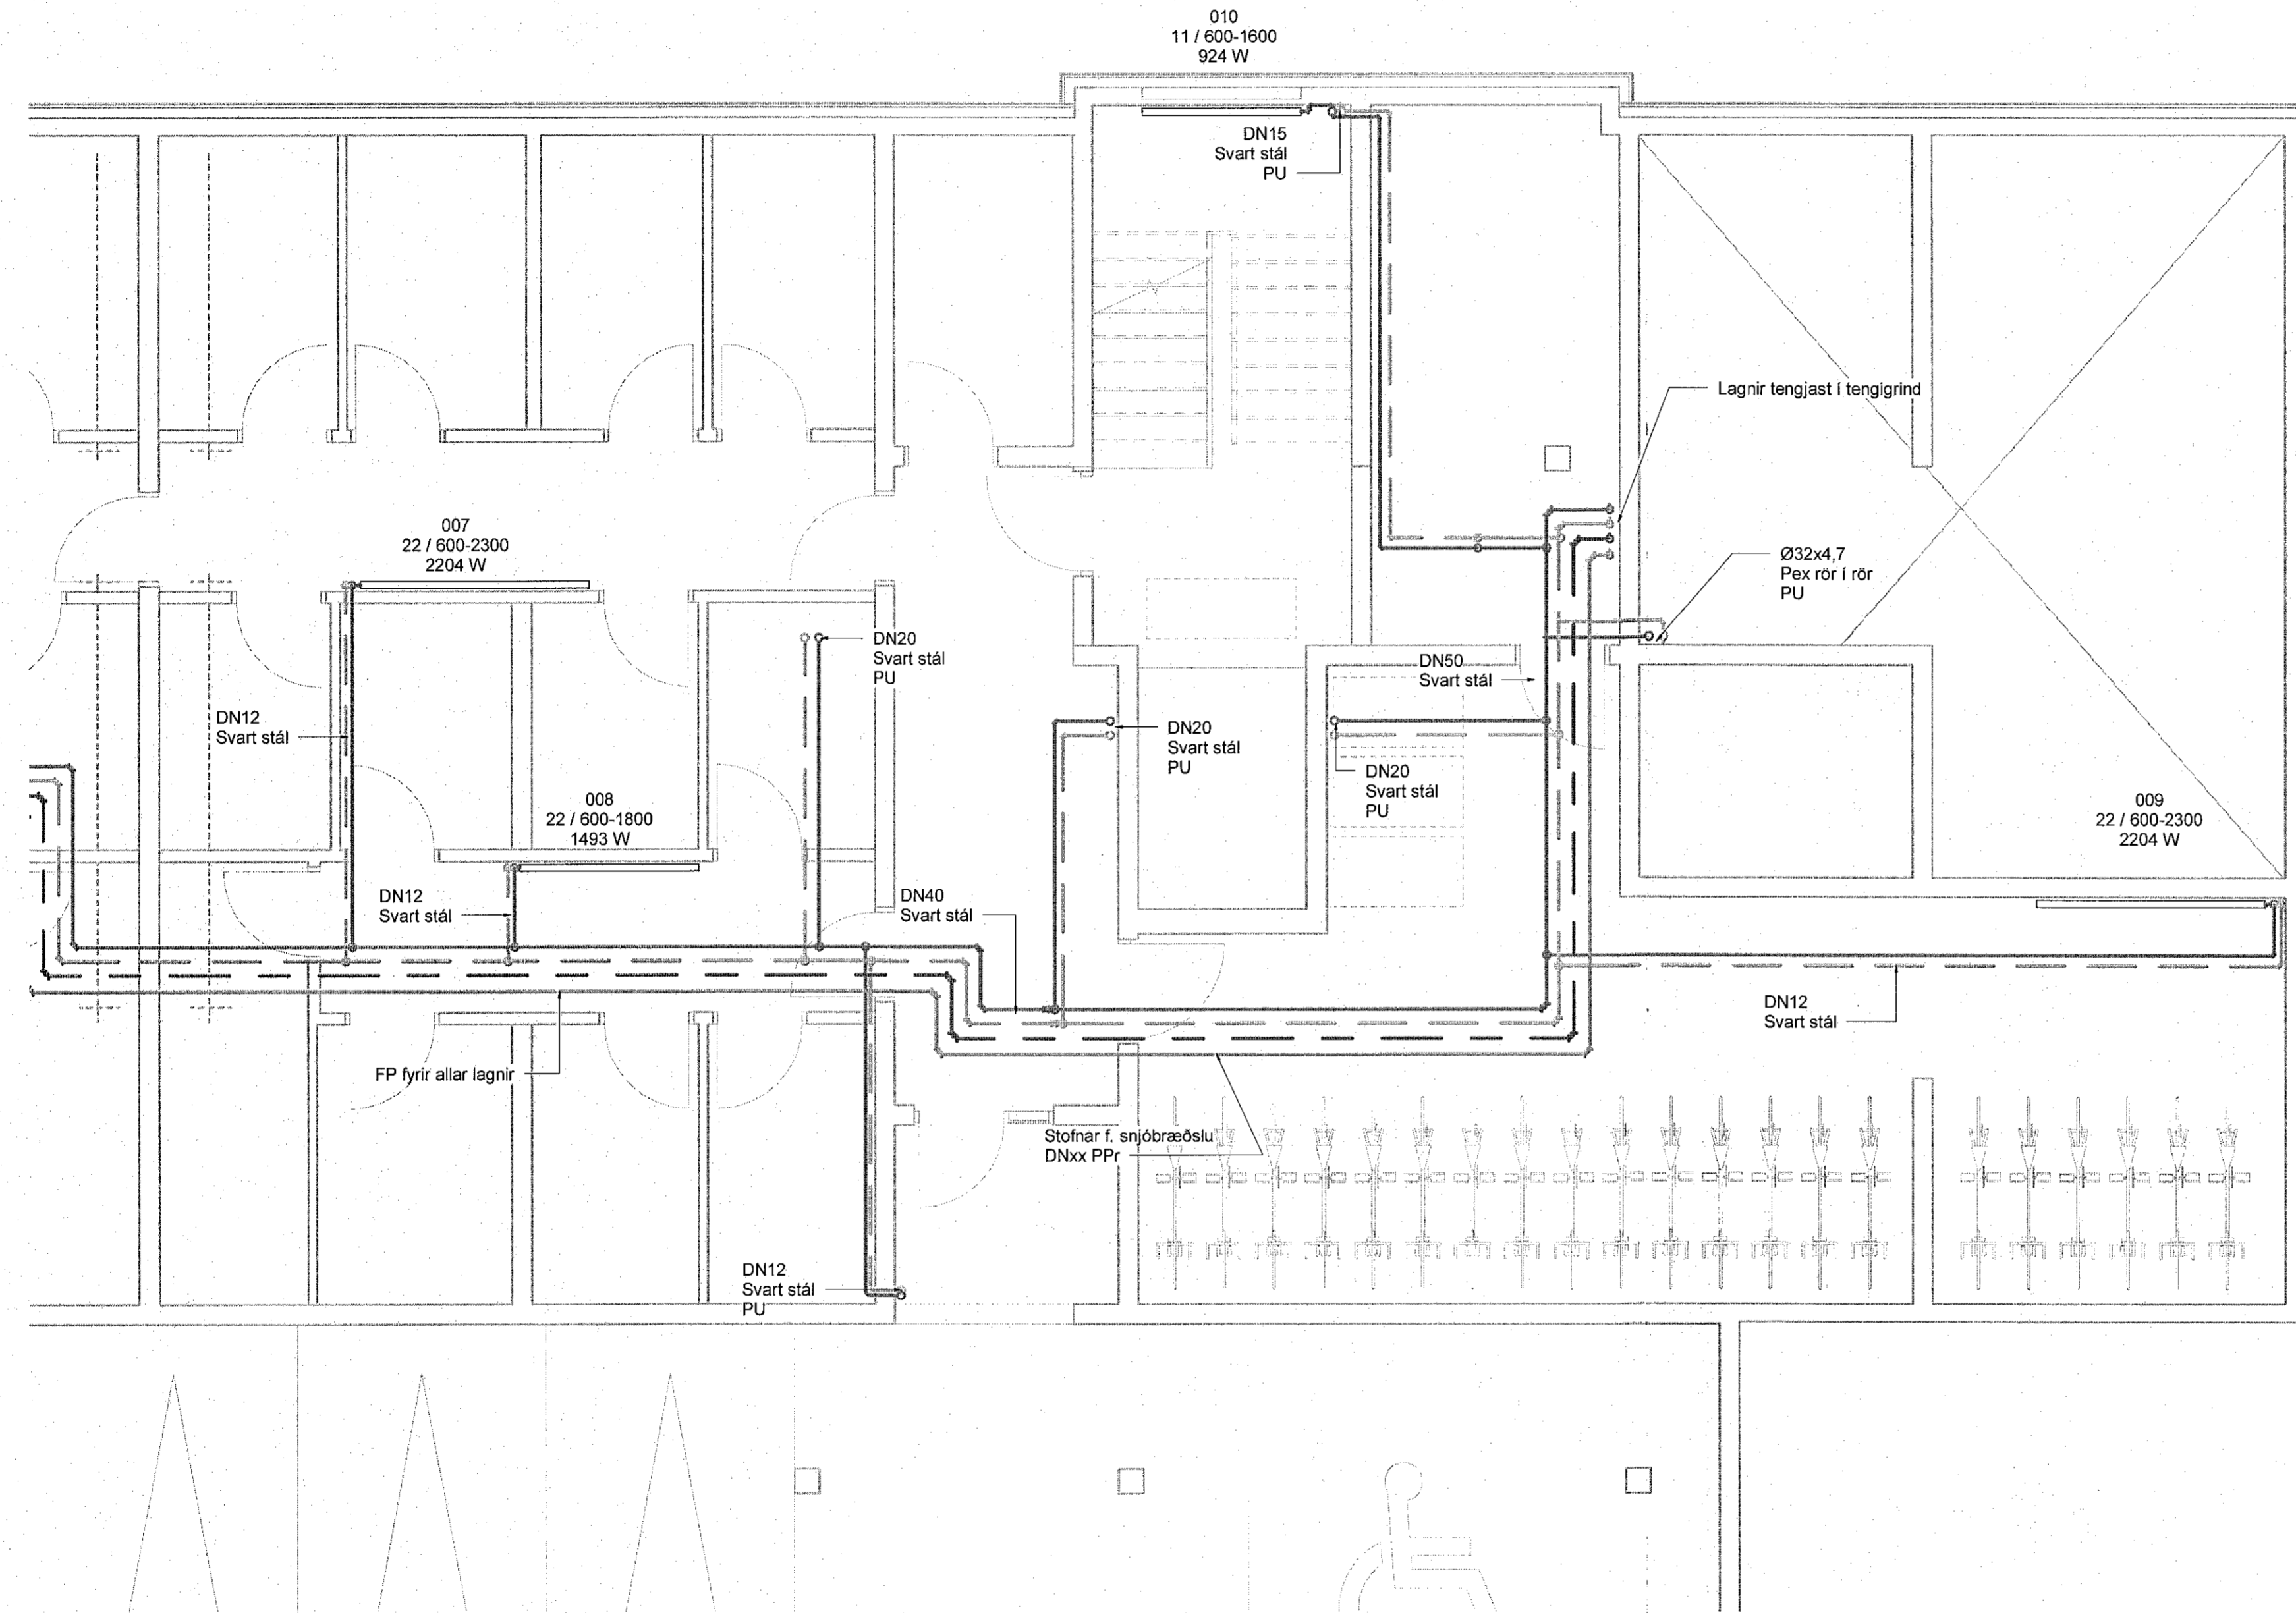 010
11 / 600-1600
924 W
DN15
Svart stál
PU
Lagnir tengjast í tengigrind
007
22 / 600-2300
2204 W
Ø32x4,7
Pex rör í rör
PU
DN20
Svart stál
PU
DN50
Svart stál
DN12
Svart stál
DN20
Svart stál
PU
DN20
Svart stál
PU
008
22 / 600-1800
1493 W
009
22 / 600-2300
2204 W
DN12
Svart stál
DN40
Svart stál
DN12
Svart stál
FP fyrir allar lagnir
Stofnar f. snjóbræðslu
DNxx PPr
DN12
Svart stál
PU